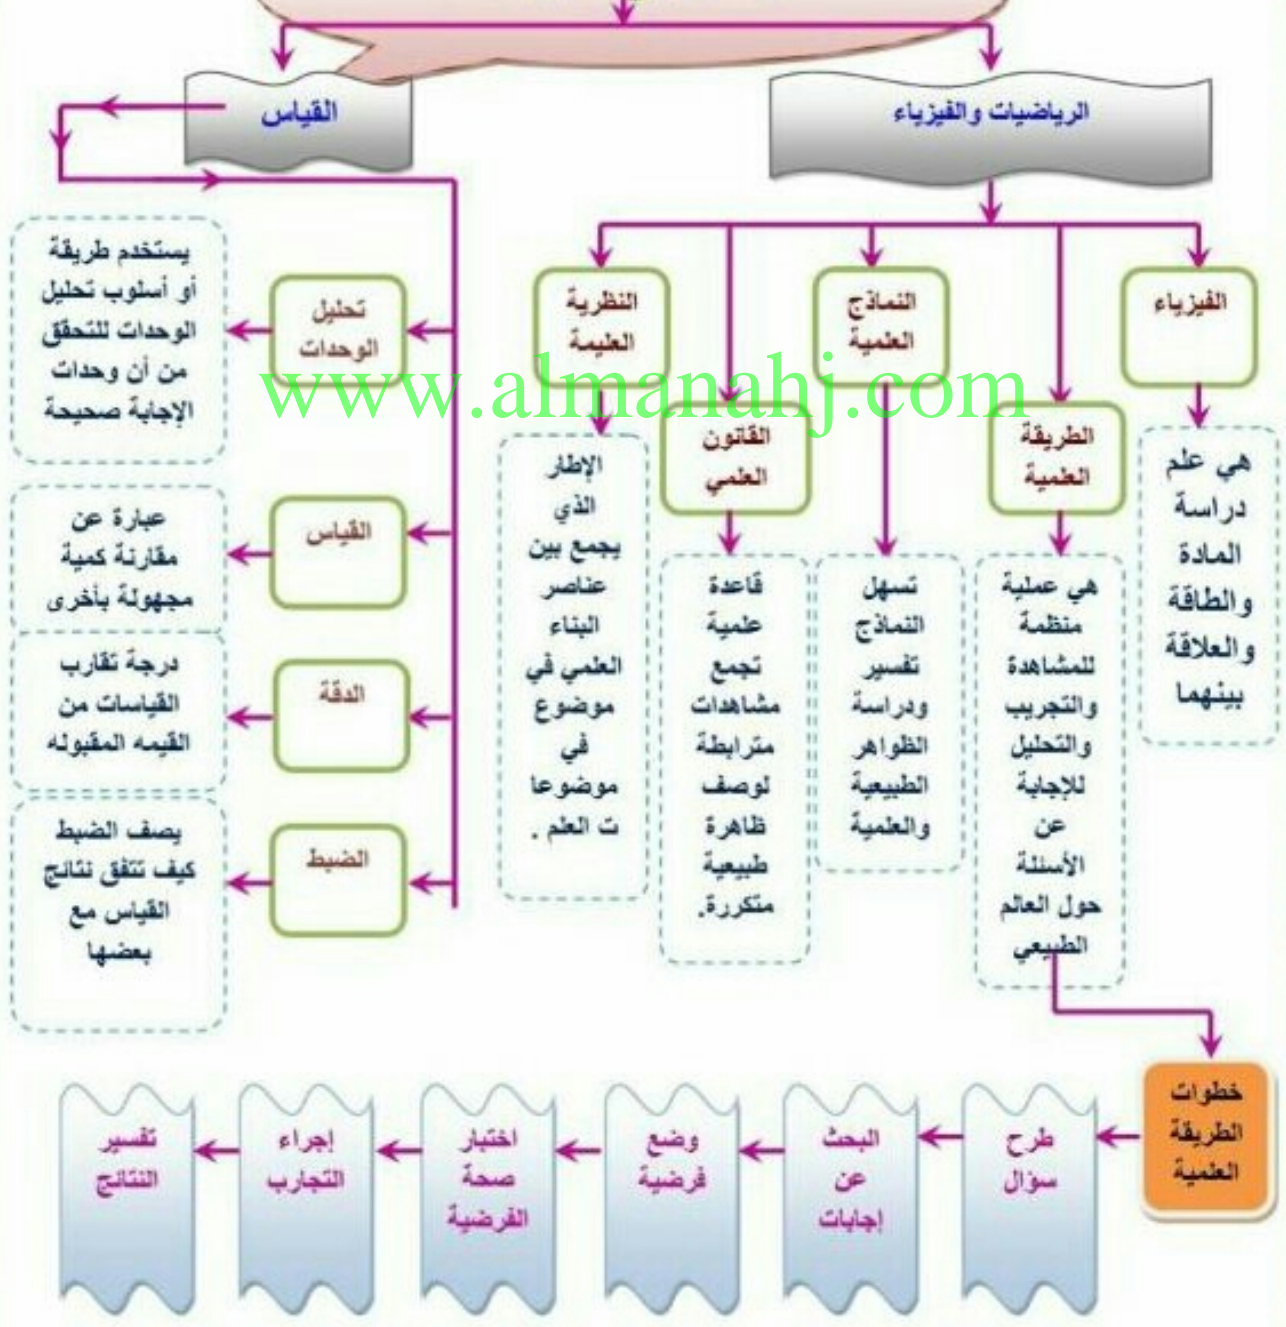 الرياضيات والفيزياء
القياس
الفيزياء
هي علم
دراسة
المادة
والطاقة
والعلاقة
بينهما
الطريقة
العلمية
هي عملية
منظمة
للمشاهدة
والتجريب
والتحليل
للإجابة
عن
الأسئلة
حول العالم
الطبيعي
النماذج
العلمية
تسهل
النماذج
تفسير
ودراسة
الظواهر
الطبيعية
والعلمية
القانون
العلمي
قاعدة
علمية
تجمع
مشاهدات
مترابطة
لوصف
ظاهرة
طبيعية
متكررة.
النظرية
العليمة
الإطار
الذي
يجمع بين
عناصر
البناء
العلمي في
موضوع
في
موضوعا
ت العلم .
تحليل
الوحدات
يستخدم طريقة
أو أسلوب تحليل
الوحدات للتحقق
من أن وحدات
الإجابة صحيحة
القياس
عبارة عن
مقارنة كمية
مجهولة بأخرى
الدقة
درجة تقارب
القياسات من
القيمه المقبوله
الضبط
يصف الضبط
كيف تتفق نتائج
القياس مع
بعضها
www.almanahj.com
خطوات
الطريقة
العلمية
طرح
سؤال
البحث
عن
إجابات
وضع
فرضية
اختبار
صحة
الفرضية
إجراء
التجارب
تفسير
النتائج